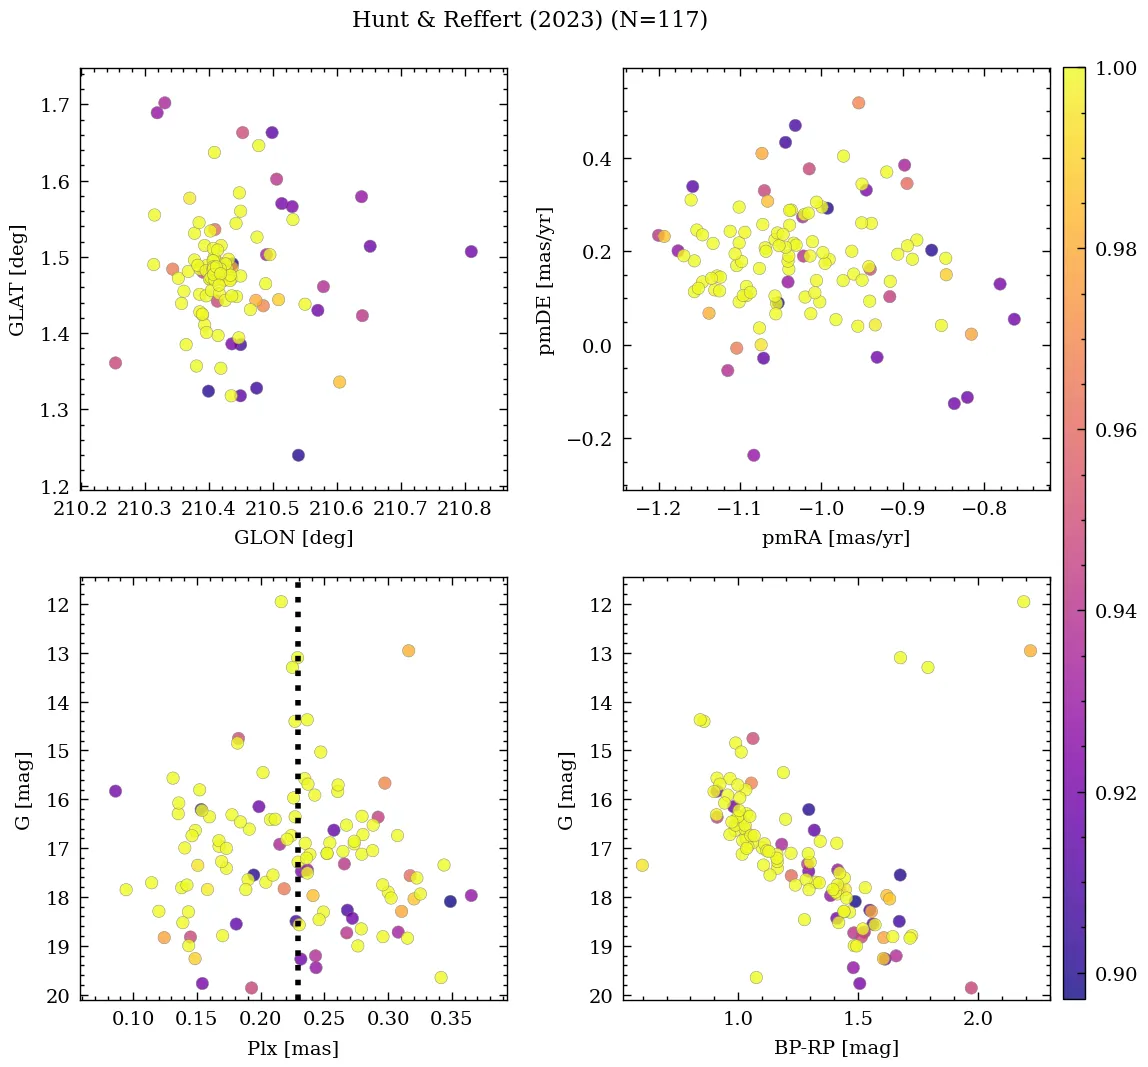 Hunt & Reffert (2023) (N=117)
1.7
1.6
1.5
1.4
1.3
1.2
GLAT [deg]
210.2 210.3 210.4 210.5 210.6 210.7 210.8
GLON [deg]
0.4
0.2
0.0
−0.2
pmDE [mas/yr]
−1.2 −1.1 −1.0 −0.9 −0.8
pmRA [mas/yr]
12
13
14
15
16
17
18
19
20
G [mag]
0.10 0.15 0.20 0.25 0.30 0.35
Plx [mas]
12
13
14
15
16
17
18
19
20
G [mag]
1.0 1.5 2.0
BP-RP [mag]
1.00
0.98
0.96
0.94
0.92
0.90